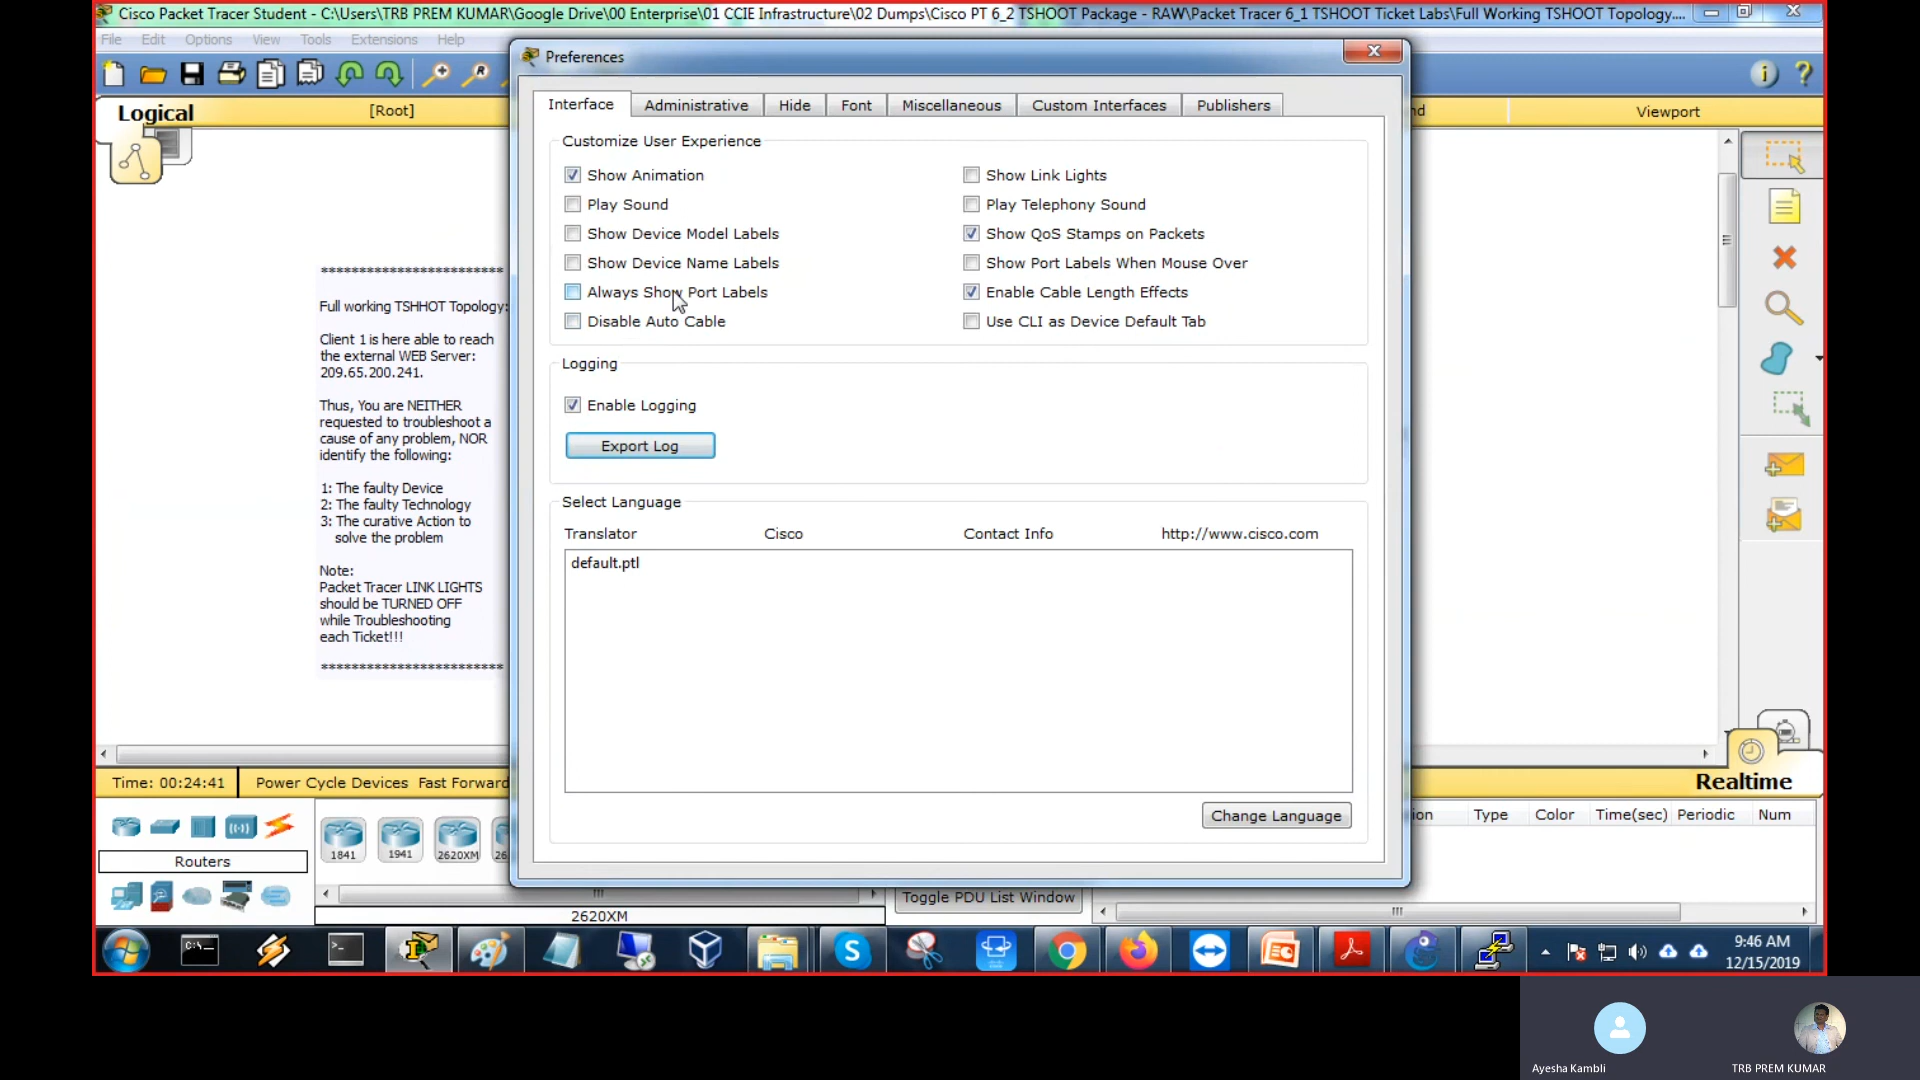 Cisco Packet Tracer Student - C:\Users\TRB PREM KUMAR\Google Drive\00 Enterprise\01 CCIE Infrastructure\02 Dumps\Cisco PT 6_2 TSHOOT Package - RAW\Packet Tracer 6_1 TSHOOT Ticket Labs\Full Working TSHOOT Topology....
File Edit Options View Tools Extensions Help
Preferences
Logical
[Root]
nd
Viewport
Interface
Administrative
Hide
Font
Miscellaneous
Custom Interfaces
Publishers
Customize User Experience
Show Animation
Show Link Lights
Play Sound
Play Telephony Sound
Show Device Model Labels
Show QoS Stamps on Packets
Show Device Name Labels
Show Port Labels When Mouse Over
Always Show Port Labels
Enable Cable Length Effects
Disable Auto Cable
Use CLI as Device Default Tab
Logging
Enable Logging
Export Log
Select Language
Translator
Cisco
Contact Info
http://www.cisco.com
default.ptl
Change Language
*************************
Full working TSHHOT Topology:
Client 1 is here able to reach
the external WEB Server:
209.65.200.241.
Thus, You are NEITHER
requested to troubleshoot a
cause of any problem, NOR
identify the following:
1: The faulty Device
2: The faulty Technology
3: The curative Action to
solve the problem
Note:
Packet Tracer LINK LIGHTS
should be TURNED OFF
while Troubleshooting
each Ticket!!!
*************************
Time: 00:24:41
Power Cycle Devices Fast Forward
Realtime
ion
Type
Color
Time(sec)
Periodic
Num
Routers
1841
1941
2620XM
26
2620XM
Toggle PDU List Window
C:\
9:46 AM
12/15/2019
Ayesha Kambli
TRB PREM KUMAR